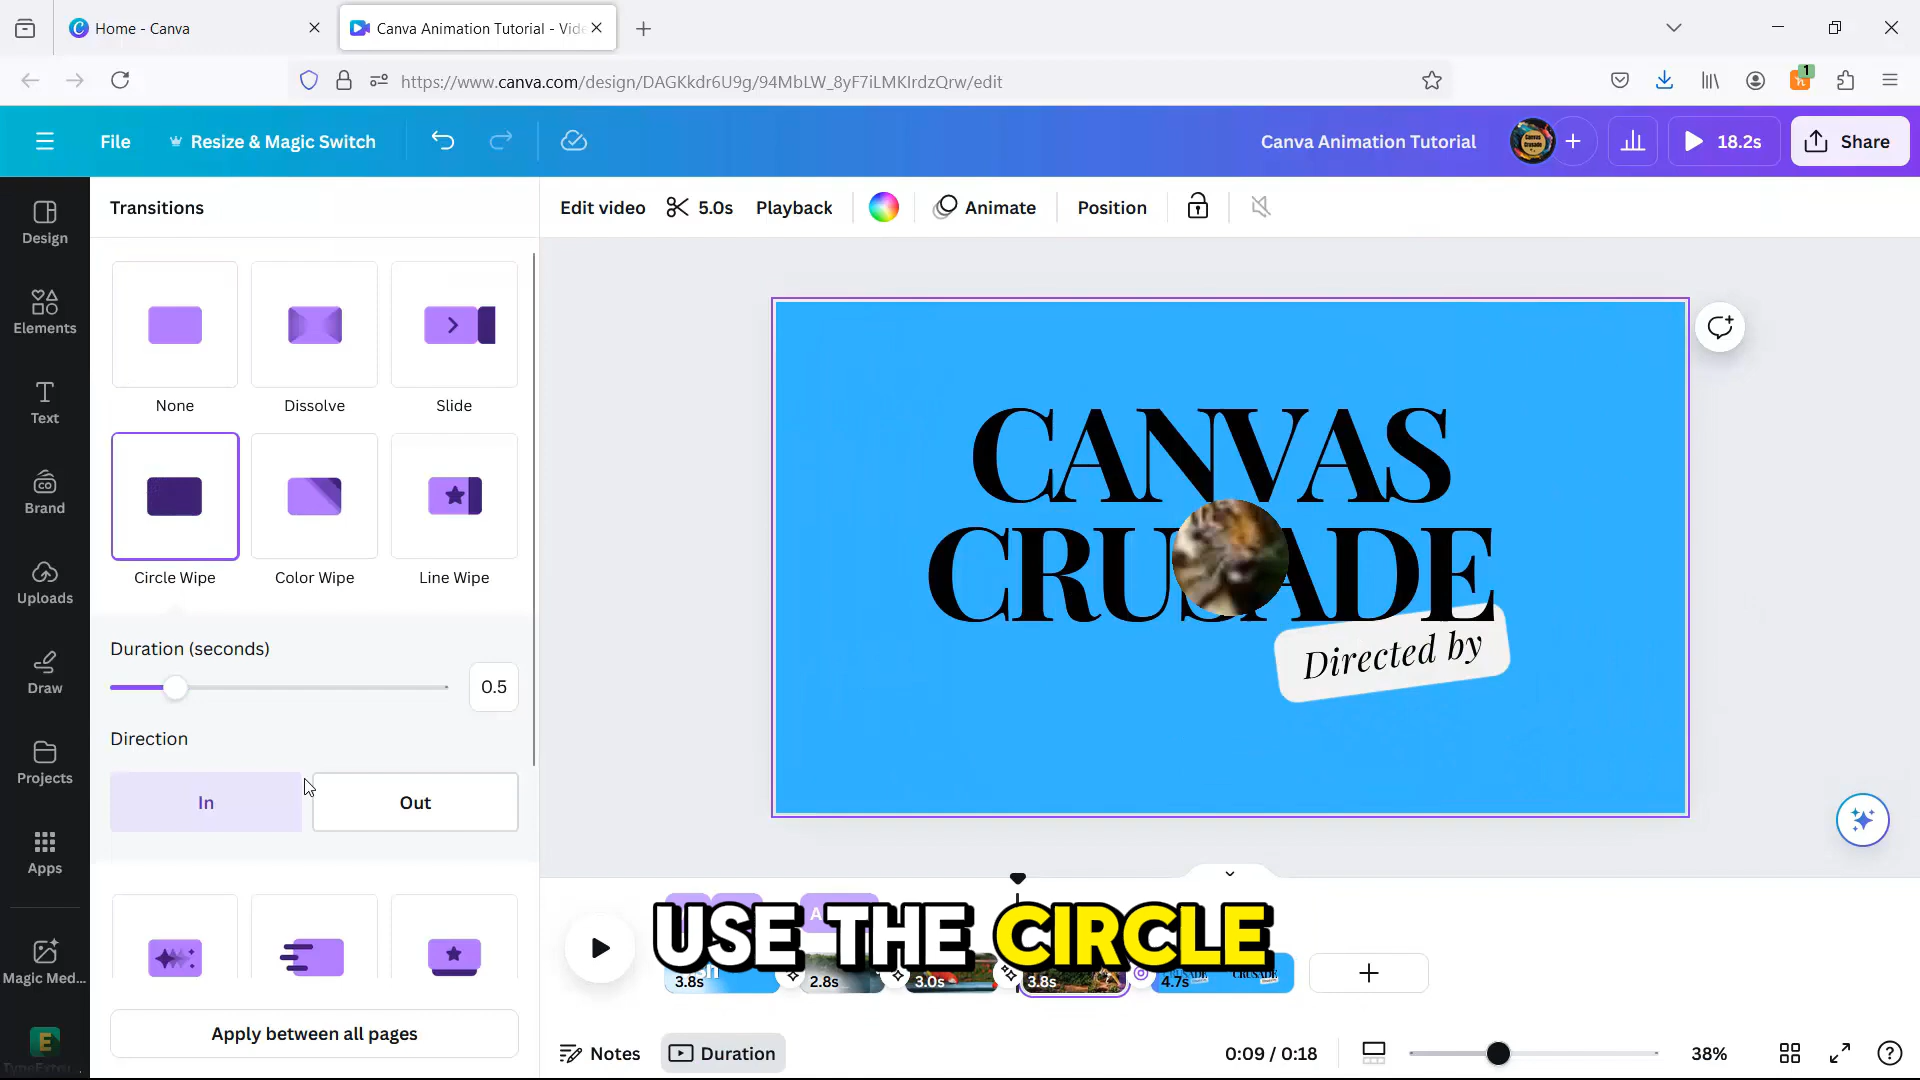 Home - Canva
Canva Animation Tutorial - Vide
https://www.canva.com/design/DAGKkdr6U9g/94MbLW_8yF7iLMKIrdzQrw/edit
1
File
Resize & Magic Switch
Canva Animation Tutorial
18.2s
Share
Design
Elements
Text
Brand
Uploads
Draw
Projects
Apps
Magic Med...
Transitions
None
Dissolve
Slide
Circle Wipe
Color Wipe
Line Wipe
Duration (seconds)
0.5
Direction
In
Out
Apply between all pages
Edit video
5.0s
Playback
Animate
Position
CANVAS
CRUSADE
Directed by
USE THE CIRCLE
3.8s
2.8s
3.0s
3.8s
4.7s
Notes
Duration
0:09 / 0:18
38%